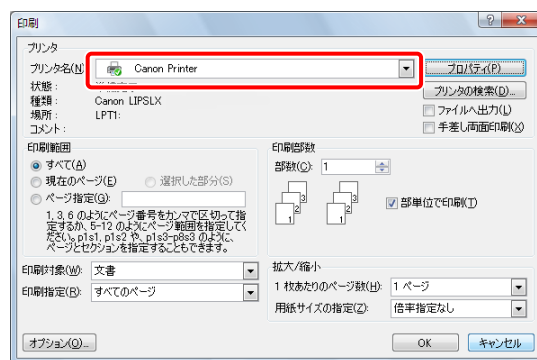 印刷
プリンタ
プリンタ名(N)
Canon Printer
プロパティ(P)
状態:
プリンタの検索(D)...
種類: Canon LIPSLX
場所: LPT1:
コメント:
ファイルへ出力(L)
手差し両面印刷(X)
印刷範囲
すべて(A)
現在のページ(E)
選択した部分(S)
ページ指定(G):
1,3,6 のようにページ番号をカンマで区切って指
定するか、5-12 のようにページ範囲を指定してく
ださい。p1s1, p1s2 や、p1s3-p8s3 のように、
ページとセクションを指定することもできます。
印刷部数
部数(C): 1
部単位で印刷(T)
3
2
1
3
2
1
印刷対象(W): 文書
印刷指定(R): すべてのページ
拡大/縮小
1 枚あたりのページ数(H): 1 ページ
用紙サイズの指定(Z): 倍率指定なし
オプション(O)...
OK
キャンセル